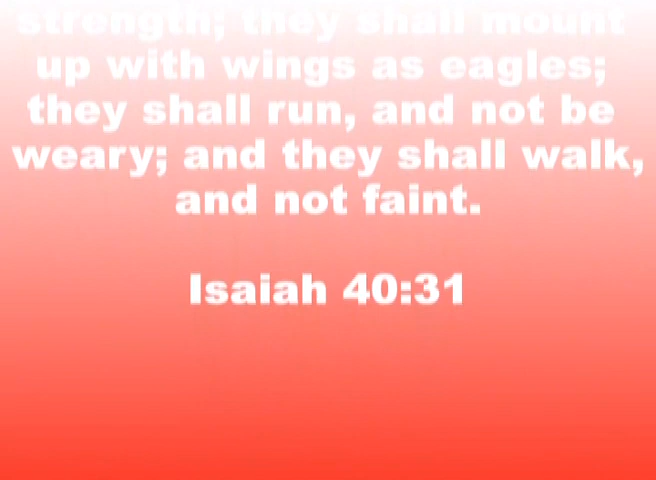 strength; they shall mount
up with wings as eagles;
they shall run, and not be
weary; and they shall walk,
and not faint.
Isaiah 40:31